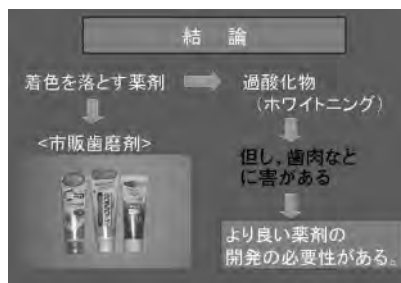 結 論
着色を落とす薬剤
過酸化物
(ホワイトニング)
<市販歯磨剤>
但し、歯肉など
に害がある
より良い薬剤の
開発の必要性がある。